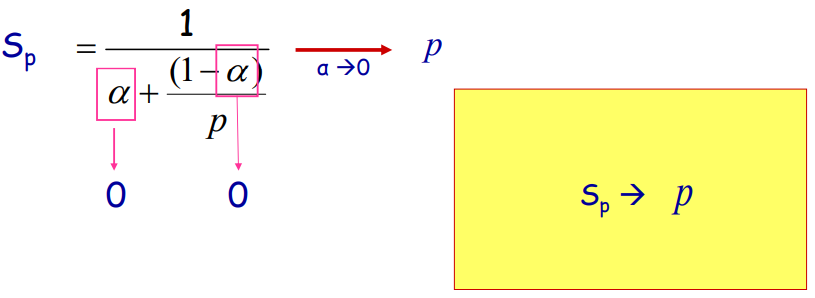 Sp = 1 / (α + (1 − α) / p)
α →0
p
0 0
Sp → p